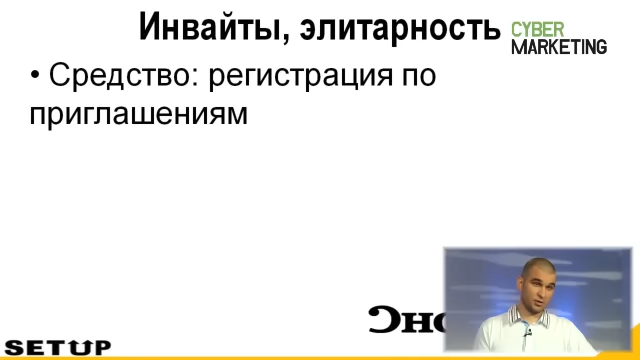 Инвайты, элитарность
CYBER
MARKETING
• Средство: регистрация по
приглашениям
SETUP